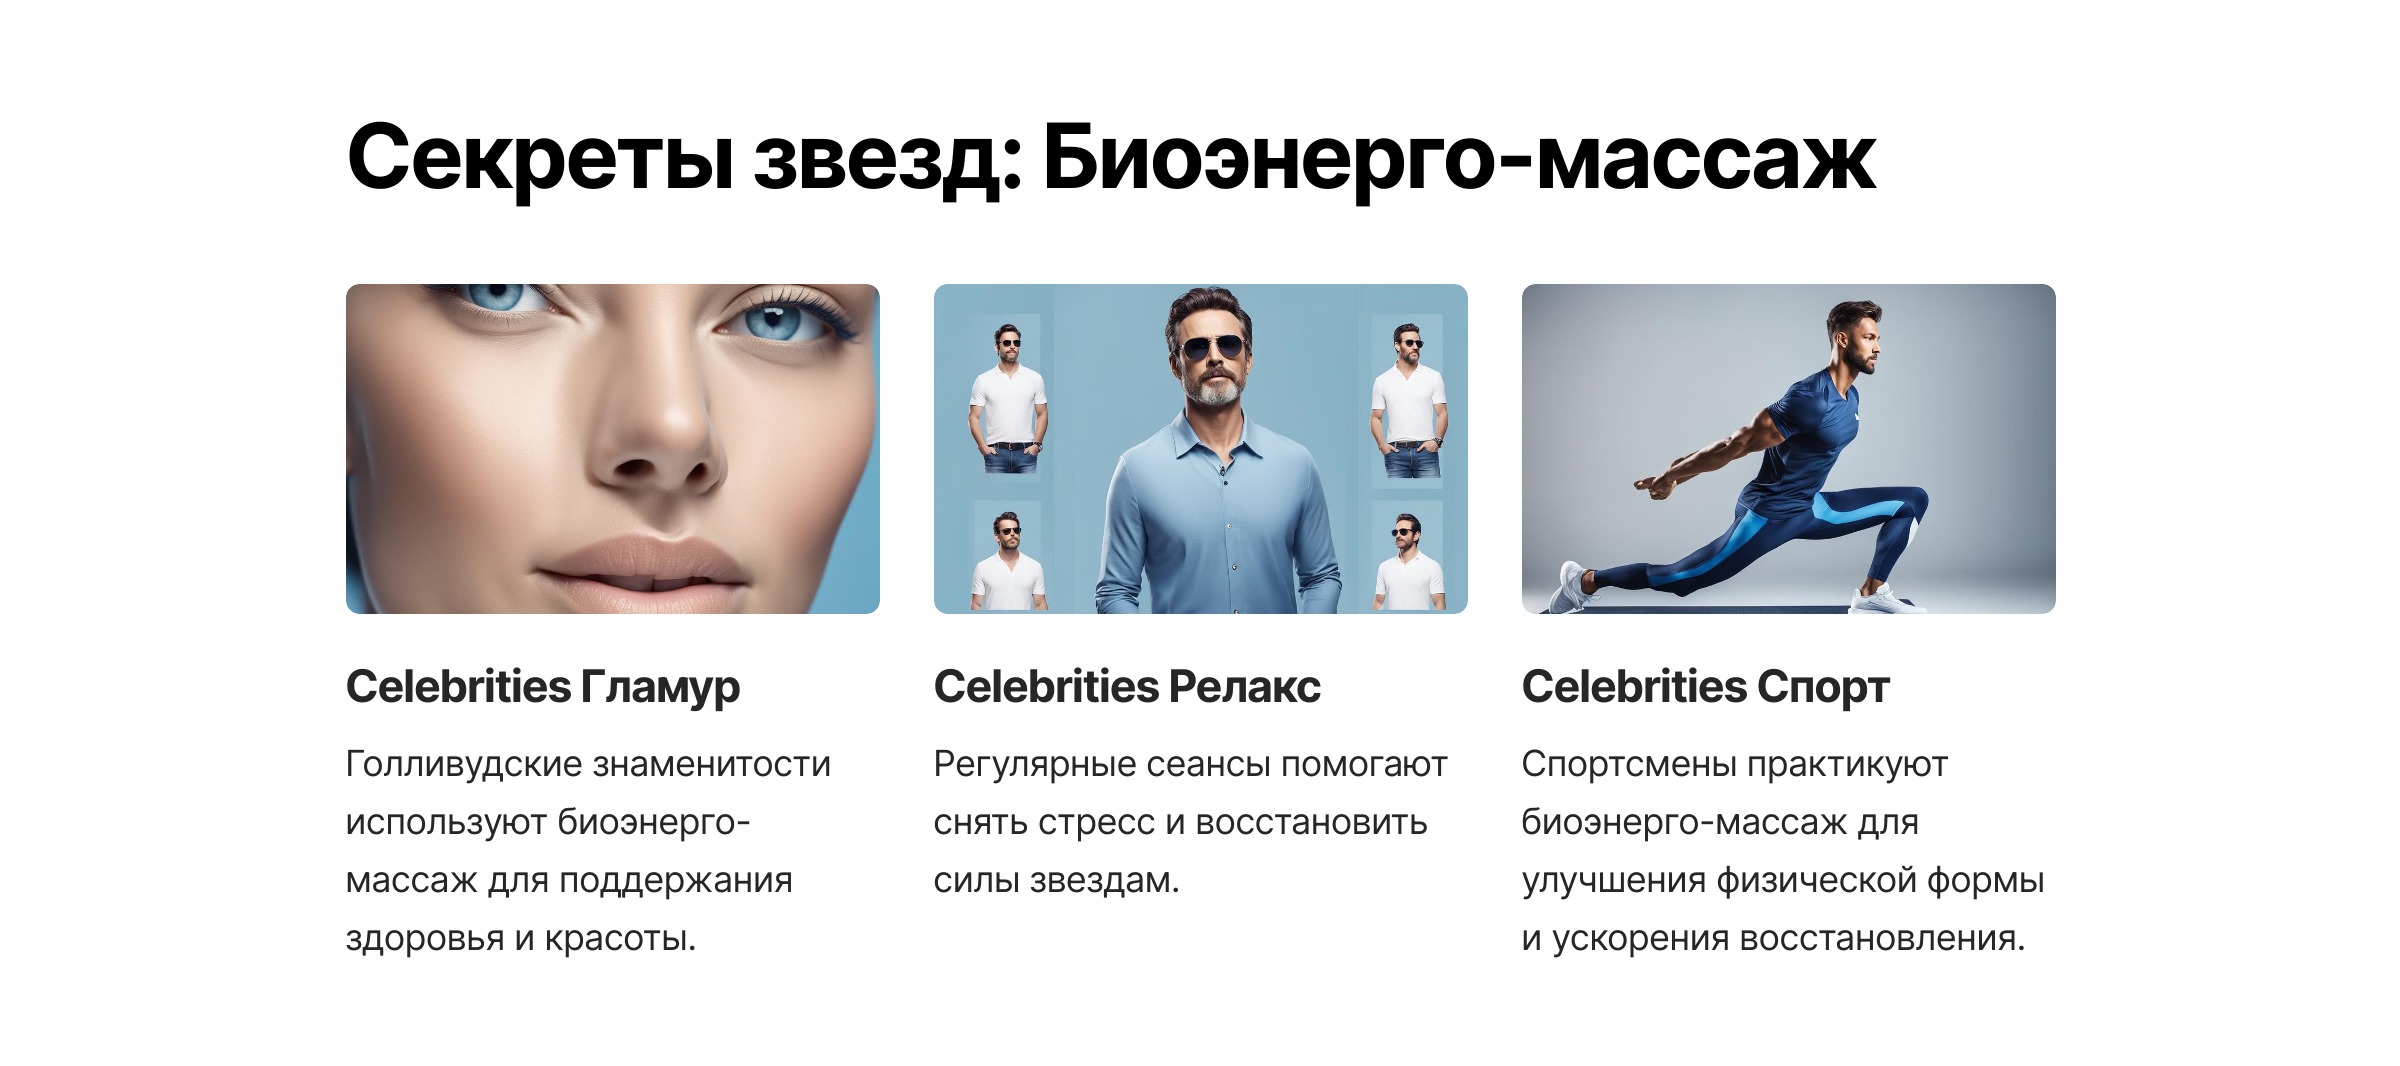 Секреты звезд: Биоэнерго-массаж
Celebrities Гламур
Голливудские знаменитости
используют биоэнерго-
массаж для поддержания
здоровья и красоты.
Celebrities Релакс
Регулярные сеансы помогают
снять стресс и восстановить
силы звездам.
Celebrities Спорт
Спортсмены практикуют
биоэнерго-массаж для
улучшения физической формы
и ускорения восстановления.